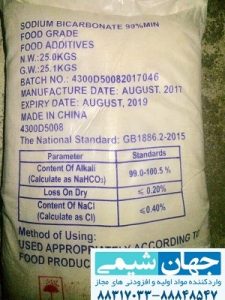 SODIUM BICARBONATE 99%MIN
FOOD GRADE
FOOD ADDITIVES
N.W.:25.0KGS
G.W.:25.1KGS
BATCH NO.: 4300D50082017046
MANUFACTURE DATE: AUGUST. 2017
EXPIRY DATE: AUGUST, 2019
MADE IN CHINA
4300D5008
The National Standard: GB1886.2-2015
Parameter Standards
Content of Alkali
(Calculate as NaHCO₃) 99.0-100.5 %
Loss On Dry ≤ 0.20%
Content of NaCl
(Calculate as Cl) ≤0.40%
Method of Using:
USED APPROPRIATELY ACCORDING TO
FOOD PRODUC
جهان شیمی
واردکننده مواد اولیه و افزودنی های مجاز
۸۸۳۱۷۰۳۳-۸۸۸۴۸۵۴۷